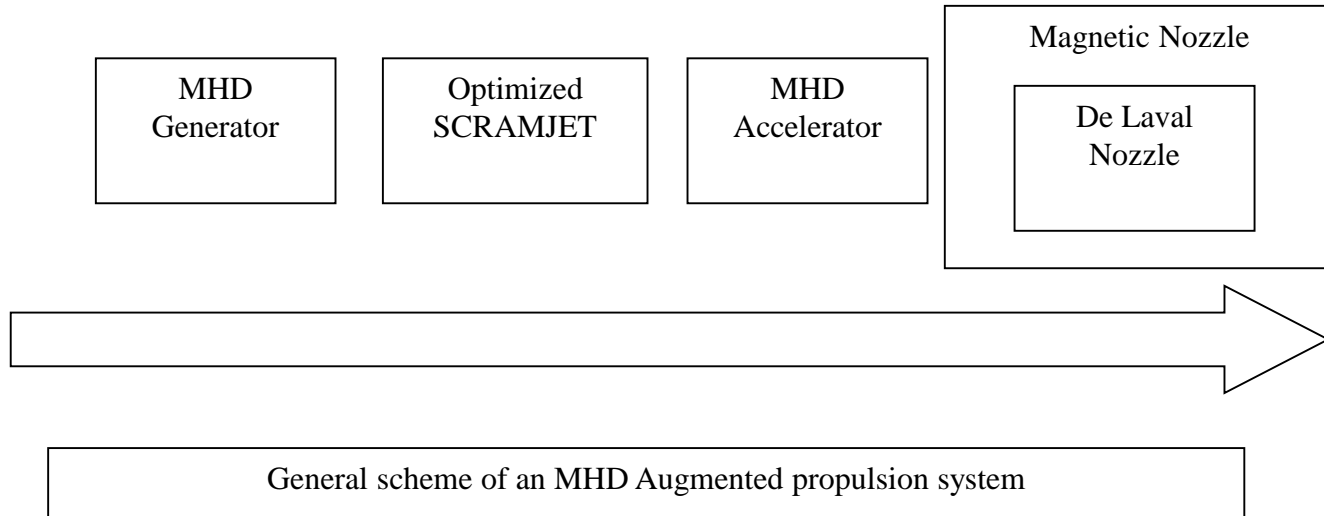 MHD
Generator
Optimized
SCRAMJET
MHD
Accelerator
Magnetic Nozzle
De Laval
Nozzle
General scheme of an MHD Augmented propulsion system